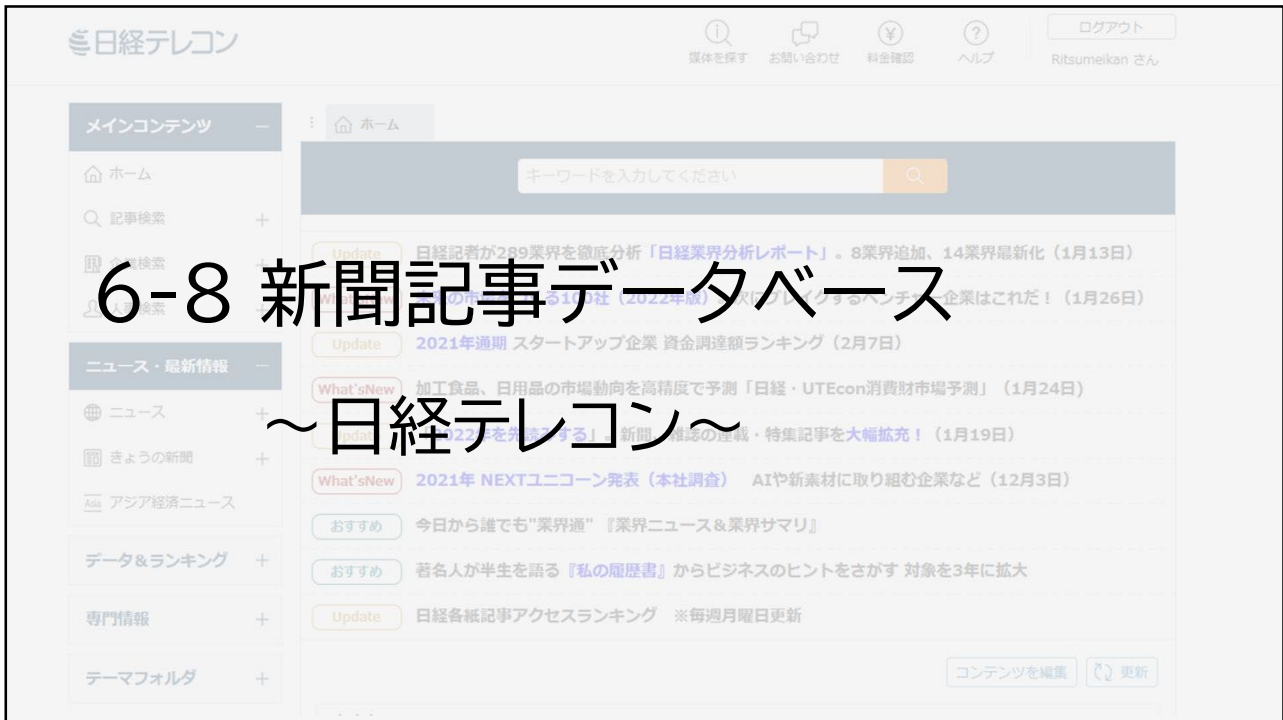 日経テレコン
媒体を探す
お問い合わせ
料金確認
ヘルプ
ログアウト
Ritsumeikan さん
メインコンテンツ
ホーム
ホーム
キーワードを入力してください
記事検索
Update 日経記者が289業界を徹底分析「日経業界分析レポート」。8業界追加、14業界最新化（1月13日）
6-8 新聞記事データベース
る100社（2022年版）
企業はこれだ！（1月26日）
Update 2021年通期 スタートアップ企業 資金調達額ランキング（2月7日）
ニュース・最新情報
What'sNew 加工食品、日用品の市場動向を高精度で予測「日経・UTEcon消費財市場予測」（1月24日)
ニュース
～日経テレコン～
の連載・特集記事を大幅拡充！（1月19日）
きょうの新聞
What'sNew 2021年 NEXTユニコーン発表（本社調査） AIや新素材に取り組む企業など（12月3日）
Asia アジア経済ニュース
おすすめ 今日から誰でも"業界通" 『業界ニュース＆業界サマリ』
データ&ランキング
おすすめ 著名人が半生を語る『私の履歴書』からビジネスのヒントをさがす 対象を3年に拡大
専門情報
Update 日経各紙記事アクセスランキング ※毎週月曜日更新
テーマフォルダ
コンテンツを編集
更新